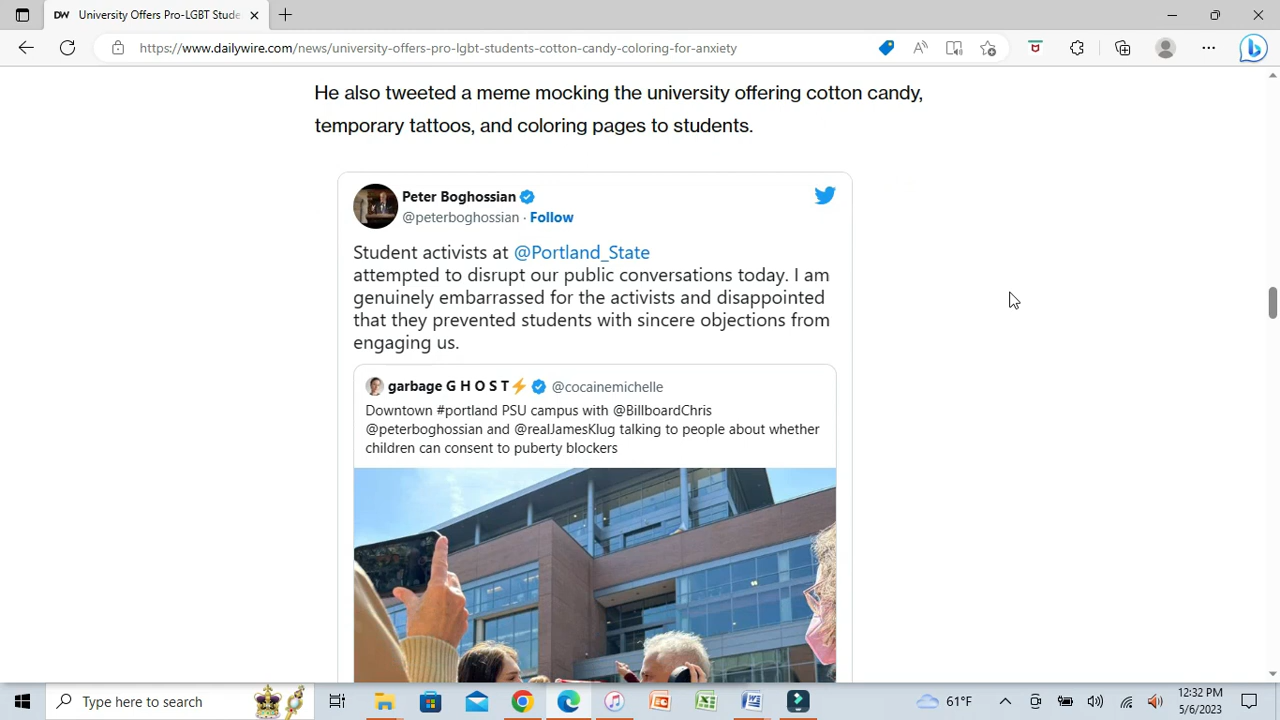 DW University Offers Pro-LGBT Stude
https://www.dailywire.com/news/university-offers-pro-lgbt-students-cotton-candy-coloring-for-anxiety
He also tweeted a meme mocking the university offering cotton candy,
temporary tattoos, and coloring pages to students.
Peter Boghossian
@peterboghossian · Follow
Student activists at @Portland_State
attempted to disrupt our public conversations today. I am
genuinely embarrassed for the activists and disappointed
that they prevented students with sincere objections from
engaging us.
garbage G H O S T⚡ @cocainemichelle
Downtown #portland PSU campus with @BillboardChris
@peterboghossian and @realJamesKlug talking to people about whether
children can consent to puberty blockers
Type here to search
61°F
12:32 PM
5/6/2023